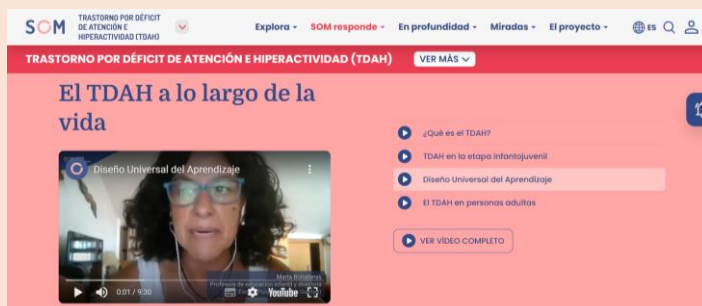 SOM
TRASTORNO POR DÉFICIT
DE ATENCIÓN E
HIPERACTIVIDAD (TDAH)
Explora
SOM responde
En profundidad
Miradas
El proyecto
ES
TRASTORNO POR DÉFICIT DE ATENCIÓN E HIPERACTIVIDAD (TDAH)
VER MÁS
El TDAH a lo largo de la
vida
Diseño Universal del Aprendizaje
0:01 / 9:30
YouTube
¿Qué es el TDAH?
TDAH en la etapa infantojuvenil
Diseño Universal del Aprendizaje
El TDAH en personas adultas
VER VÍDEO COMPLETO